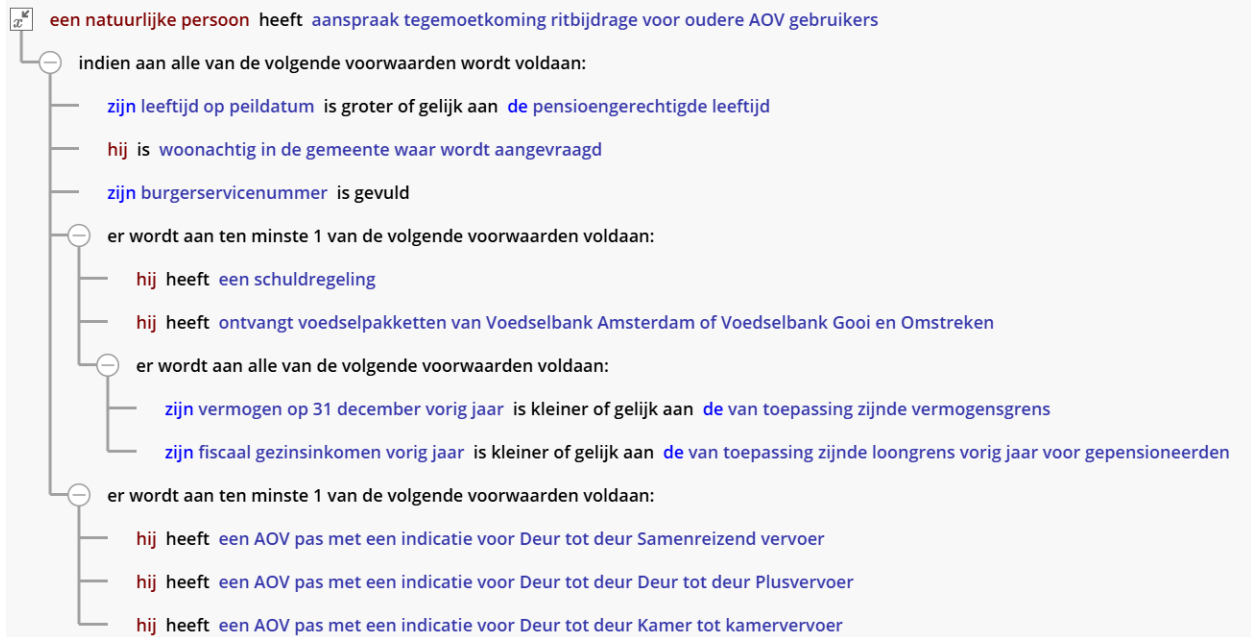 een natuurlijke persoon heeft aanspraak tegemoetkoming ritbijdrage voor oudere AOV gebruikers
indien aan alle van de volgende voorwaarden wordt voldaan:
zijn leeftijd op peildatum is groter of gelijk aan de pensioengerechtigde leeftijd
hij is woonachtig in de gemeente waar wordt aangevraagd
zijn burgerservicenummer is gevuld
er wordt aan ten minste 1 van de volgende voorwaarden voldaan:
hij heeft een schuldregeling
hij heeft ontvangt voedselpakketten van Voedselbank Amsterdam of Voedselbank Gooi en Omstreken
er wordt aan alle van de volgende voorwaarden voldaan:
zijn vermogen op 31 december vorig jaar is kleiner of gelijk aan de van toepassing zijnde vermogensgrens
zijn fiscaal gezinsinkomen vorig jaar is kleiner of gelijk aan de van toepassing zijnde loongrens vorig jaar voor gepensioneerden
er wordt aan ten minste 1 van de volgende voorwaarden voldaan:
hij heeft een AOV pas met een indicatie voor Deur tot deur Samenreizend vervoer
hij heeft een AOV pas met een indicatie voor Deur tot deur Deur tot deur Plusvervoer
hij heeft een AOV pas met een indicatie voor Deur tot deur Kamer tot kamervervoer